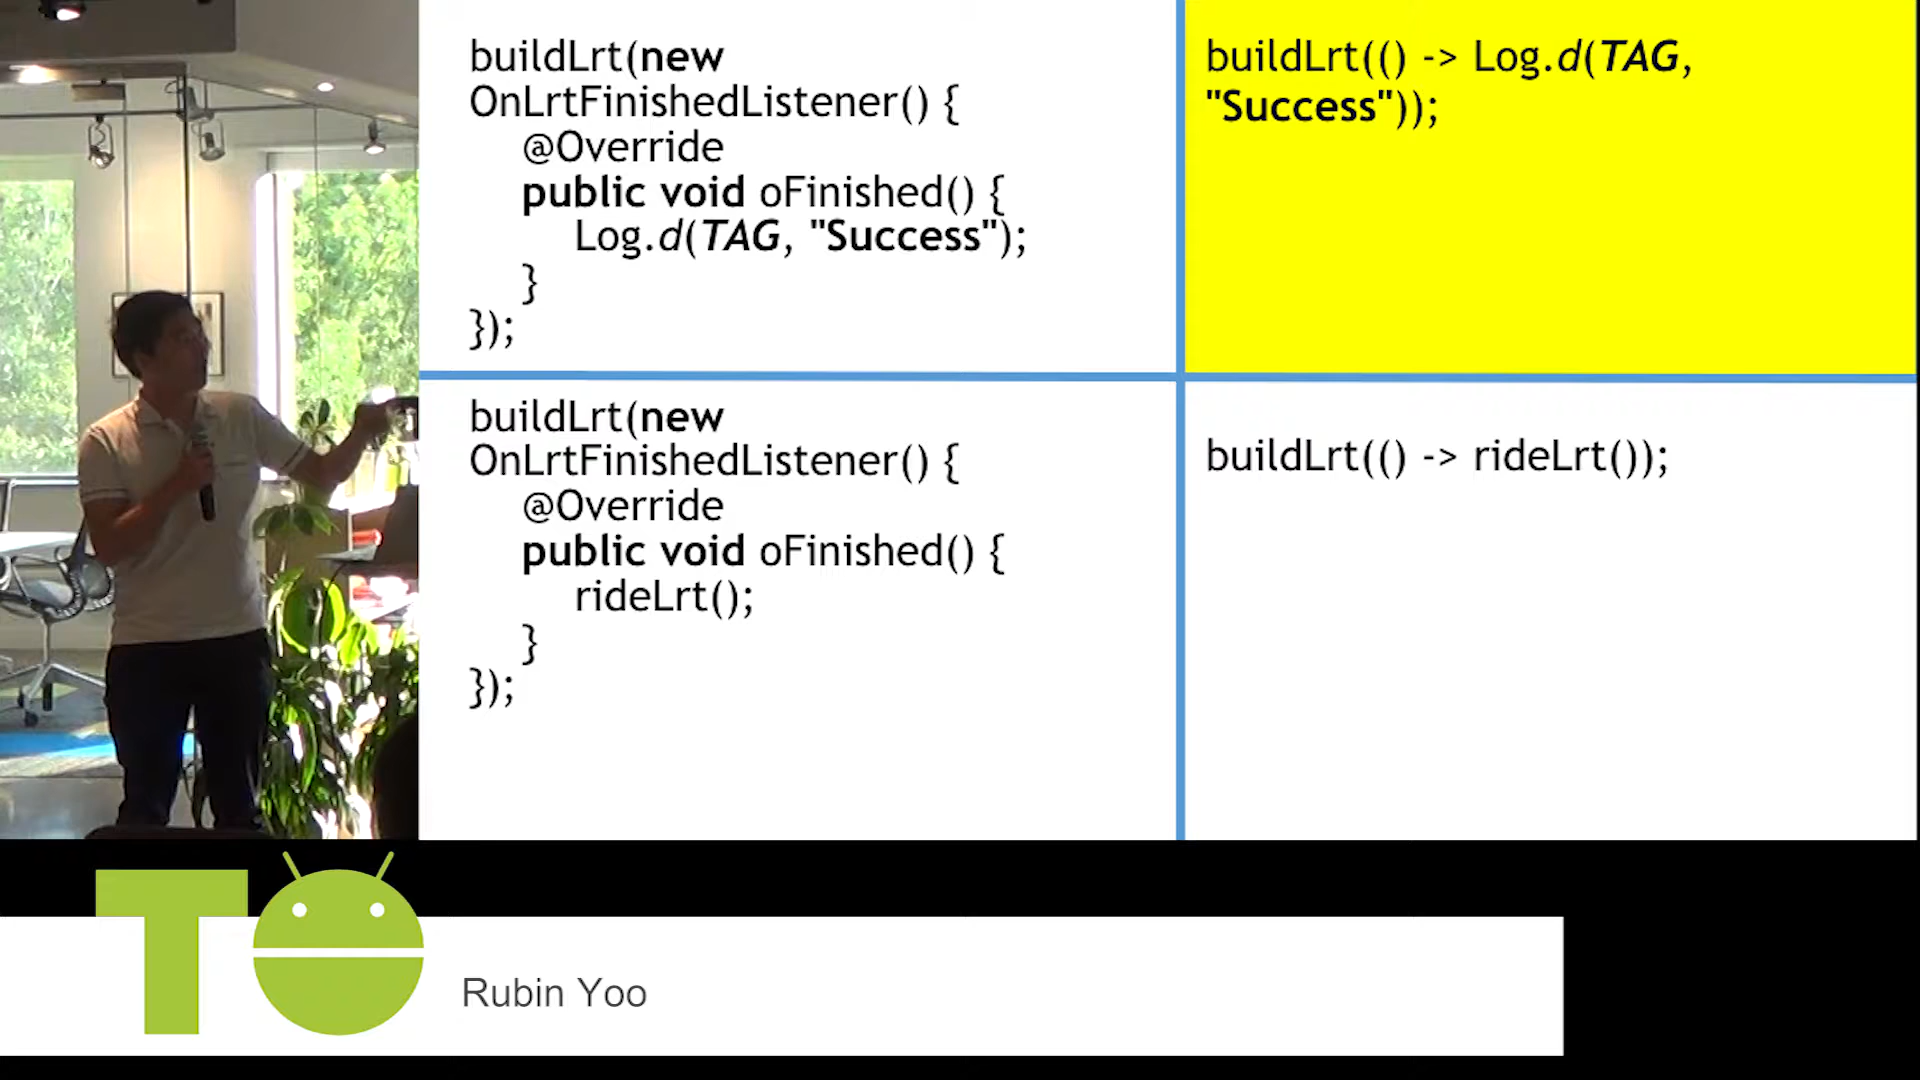 buildLrt(new
OnLrtFinishedListener() {
@Override
public void oFinished() {
Log.d(TAG, "Success");
}
});
buildLrt(() -> Log.d(TAG,
"Success"));
buildLrt(new
OnLrtFinishedListener() {
@Override
public void oFinished() {
rideLrt();
}
});
buildLrt(() -> rideLrt());
TO
Rubin Yoo